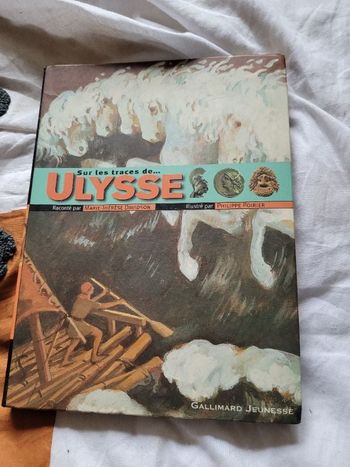 Sur les traces de...
ULYSSE
Raconté par MARIE-THÉRÈSE DAVIDSON Illustré par PHILIPPE POIRIER
GALLIMARD JEUNESSE